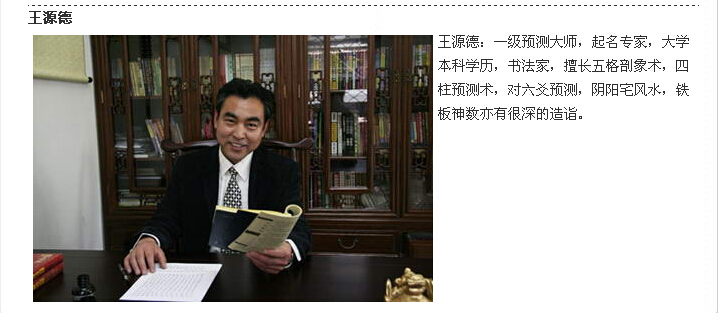 王源德
王源德：一级预测大师，起名专家，大学
本科学历，书法家，擅长五格剖象术，四
柱预测术，对六爻预测，阴阳宅风水，铁
板神数亦有很深的造诣。